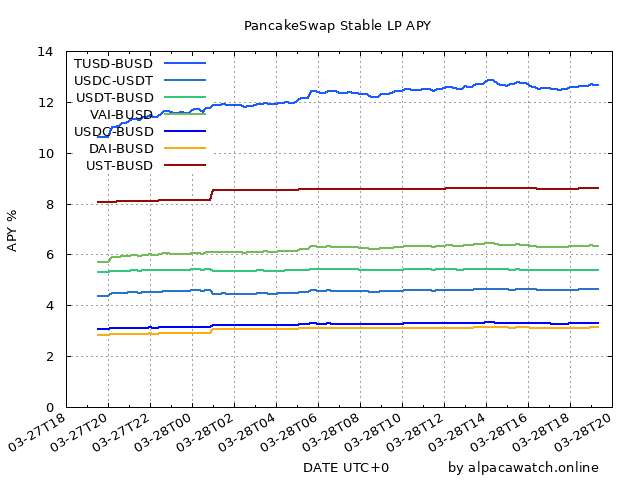 PancakeSwap Stable LP APY
14
12
10
8
6
4
2
0
APY %
TUSD-BUSD
USDC-USDT
USDT-BUSD
VAI-BUSD
USDC-BUSD
DAI-BUSD
UST-BUSD
03-27T18
03-27T20
03-27T22
03-28T00
03-28T02
03-28T04
03-28T06
03-28T08
03-28T10
03-28T12
03-28T14
03-28T16
03-28T18
03-28T20
DATE UTC+0
by alpacawatch.online